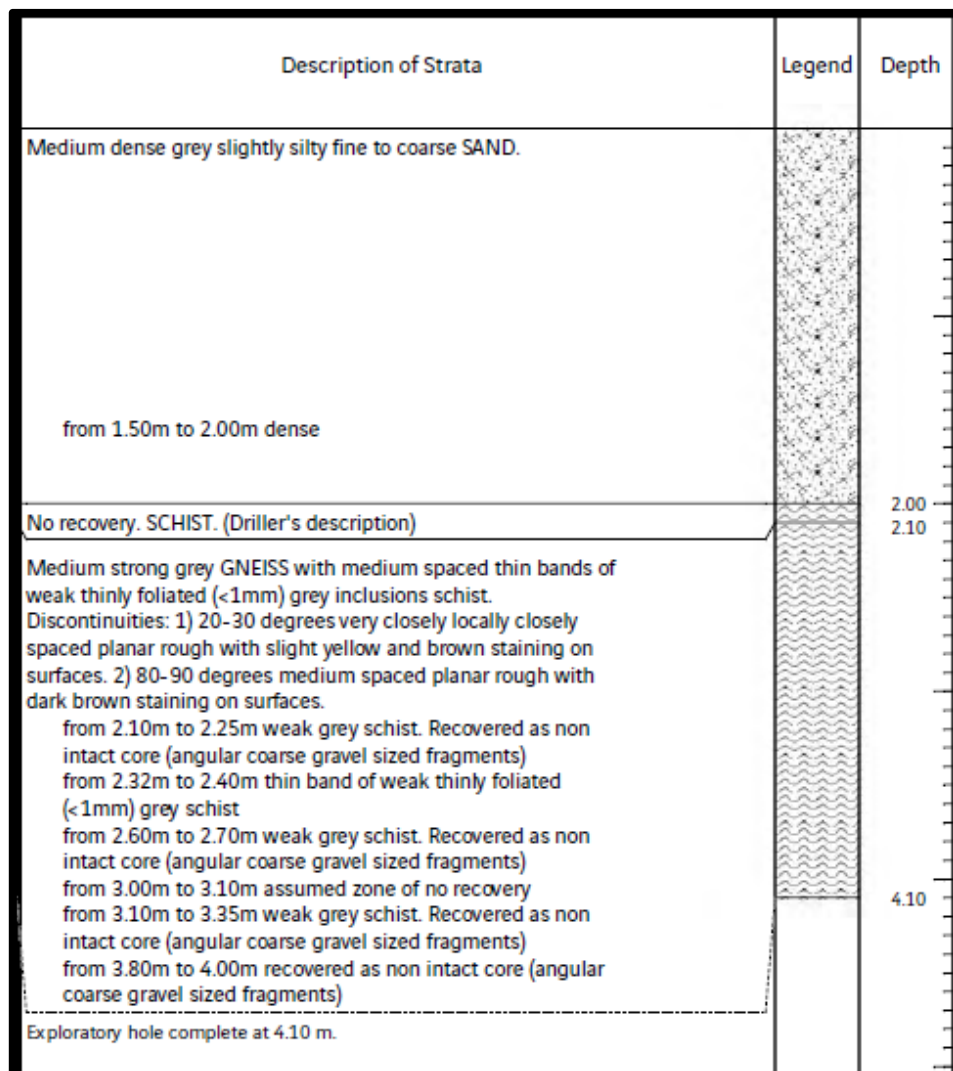 Description of Strata
Legend
Depth
Medium dense grey slightly silty fine to coarse SAND.
from 1.50m to 2.00m dense
2.00
No recovery. SCHIST. (Driller's description)
2.10
Medium strong grey GNEISS with medium spaced thin bands of
weak thinly foliated (<1mm) grey inclusions schist.
Discontinuities: 1) 20-30 degrees very closely locally closely
spaced planar rough with slight yellow and brown staining on
surfaces. 2) 80-90 degrees medium spaced planar rough with
dark brown staining on surfaces.
from 2.10m to 2.25m weak grey schist. Recovered as non
intact core (angular coarse gravel sized fragments)
from 2.32m to 2.40m thin band of weak thinly foliated
(<1mm) grey schist
from 2.60m to 2.70m weak grey schist. Recovered as non
intact core (angular coarse gravel sized fragments)
from 3.00m to 3.10m assumed zone of no recovery
4.10
from 3.10m to 3.35m weak grey schist. Recovered as non
intact core (angular coarse gravel sized fragments)
from 3.80m to 4.00m recovered as non intact core (angular
coarse gravel sized fragments)
Exploratory hole complete at 4.10 m.